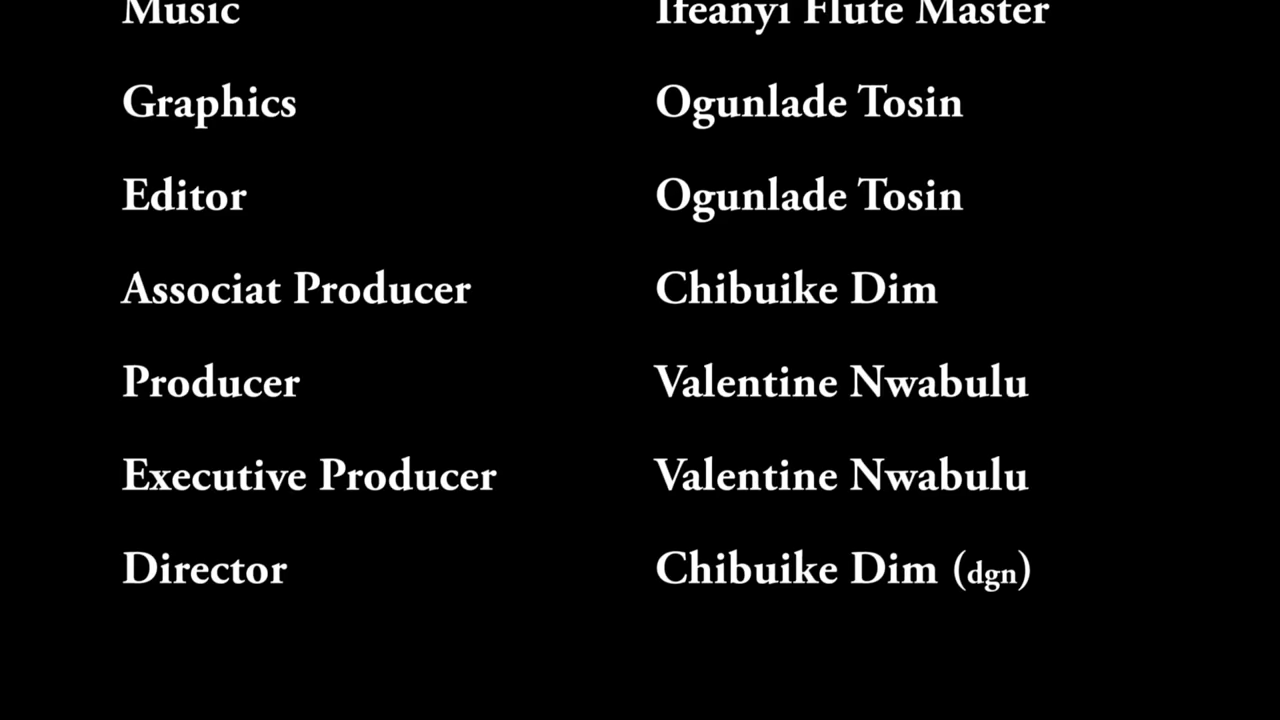 Music Ifeanyi Flute Master
Graphics Ogunlade Tosin
Editor Ogunlade Tosin
Associat Producer Chibuike Dim
Producer Valentine Nwabulu
Executive Producer Valentine Nwabulu
Director Chibuike Dim (dgn)